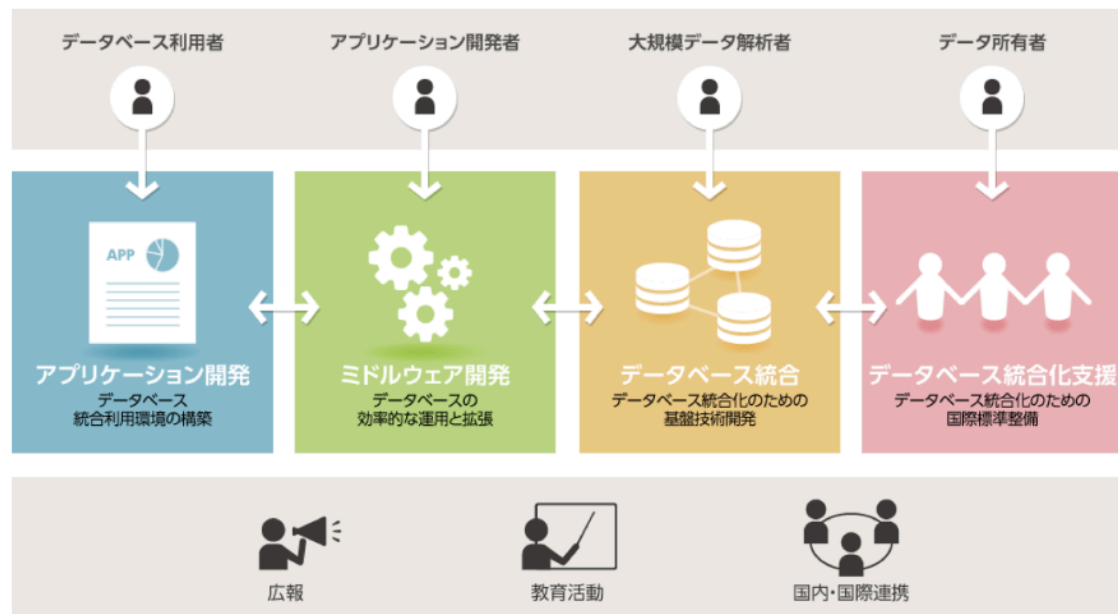 データベース利用者
アプリケーション開発者
大規模データ解析者
データ所有者
APP
アプリケーション開発
データベース
統合利用環境の構築
ミドルウェア開発
データベースの
効率的な運用と拡張
データベース統合
データベース統合化のための
基盤技術開発
データベース統合化支援
データベース統合化のための
国際標準整備
広報
教育活動
国内・国際連携